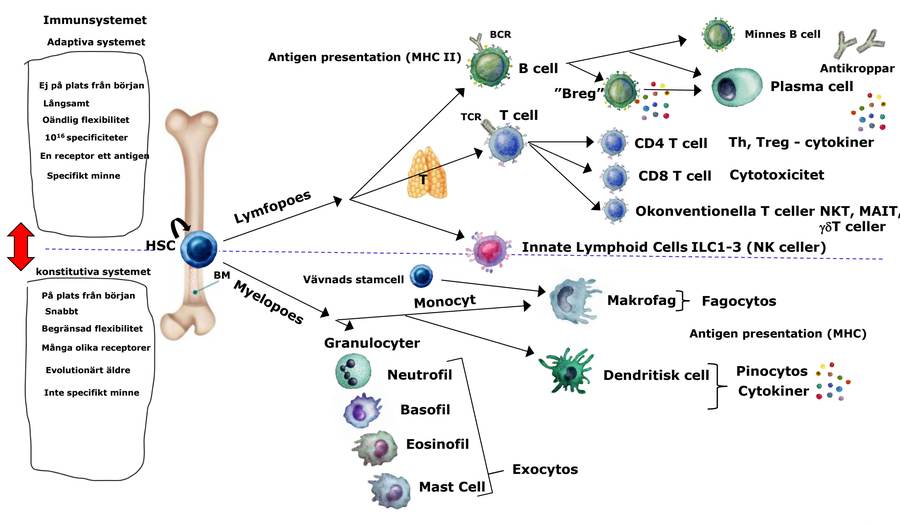 Immunsystemet
Adaptiva systemet
Ej på plats från början
Långsamt
Oändlig flexibilitet
10¹⁶ specificiteter
En receptor ett antigen
Specifikt minne
konstitutiva systemet
På plats från början
Snabbt
Begränsad flexibilitet
Många olika receptorer
Evolutionärt äldre
Inte specifikt minne
HSC
BM
Lymfopoes
Myelopoes
Antigen presentation (MHC II)
BCR
B cell
"Breg"
Minnes B cell
Plasma cell
Antikroppar
TCR
T cell
T
CD4 T cell
Th, Treg - cytokiner
CD8 T cell
Cytotoxicitet
Okonventionella T celler NKT, MAIT,
γδT celler
Innate Lymphoid Cells ILC1-3 (NK celler)
Vävnads stamcell
Monocyt
Makrofag
Fagocytos
Antigen presentation (MHC)
Dendritisk cell
Pinocytos
Cytokiner
Granulocyter
Neutrofil
Basofil
Eosinofil
Mast Cell
Exocytos